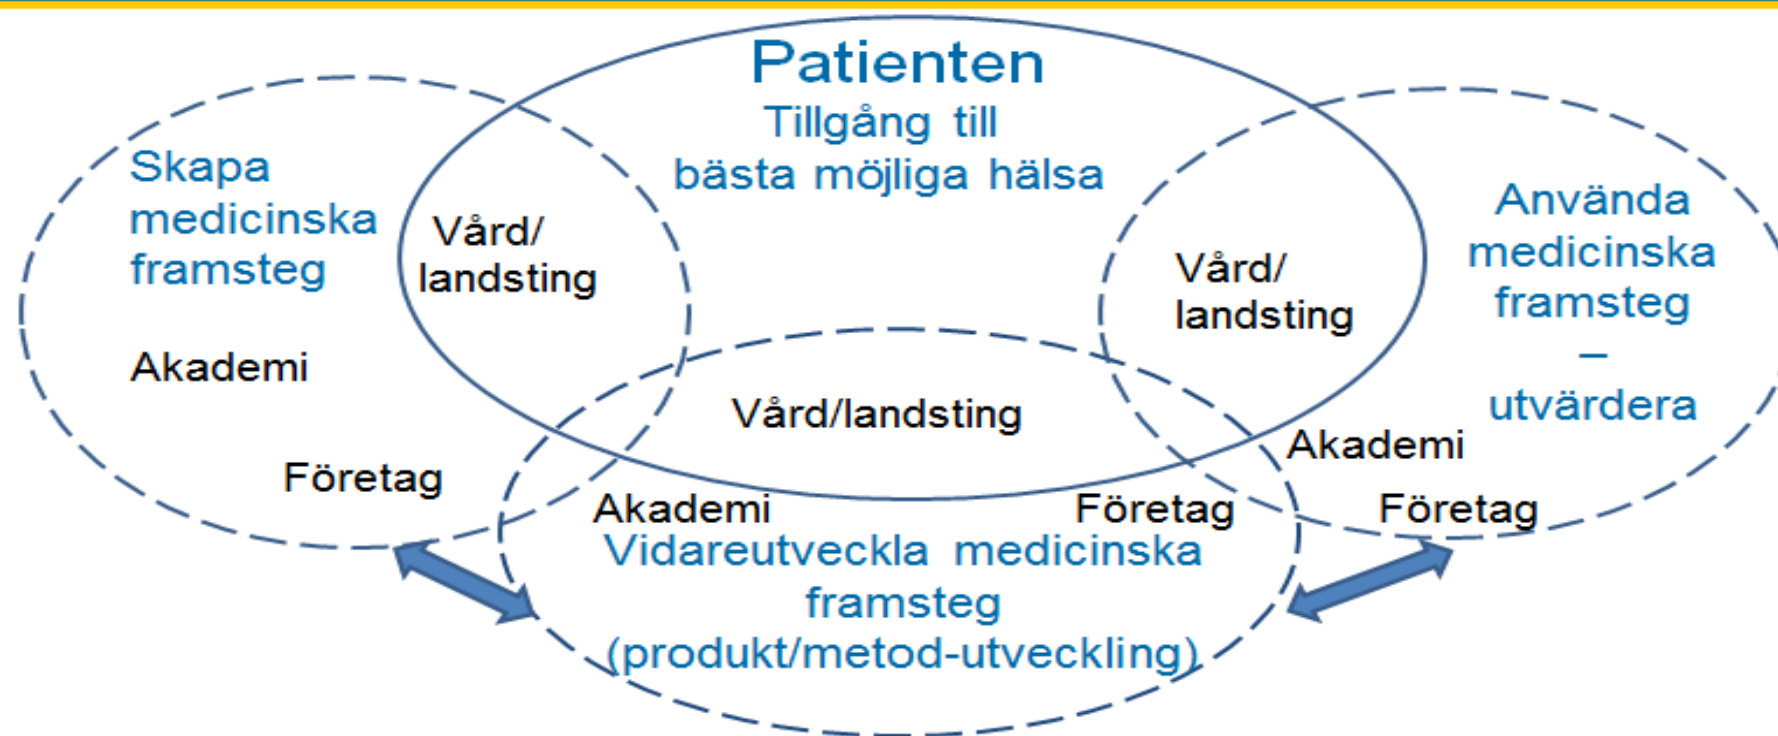 Patienten
Tillgång till
bästa möjliga hälsa
Skapa
medicinska
framsteg
Vård/
landsting
Akademi
Företag
Vård/
landsting
Använda
medicinska
framsteg
–
utvärdera
Akademi
Företag
Vård/landsting
Akademi
Företag
Vidareutveckla medicinska
framsteg
(produkt/metod-utveckling)